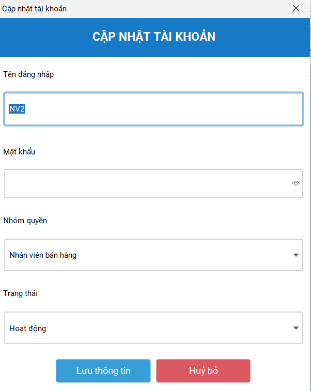 Cập nhật tài khoản
CẬP NHẬT TÀI KHOẢN
Tên đăng nhập
NV2
Mật khẩu
Nhóm quyền
Nhân viên bán hàng
Trạng thái
Hoạt động
Lưu thông tin
Huỷ bỏ